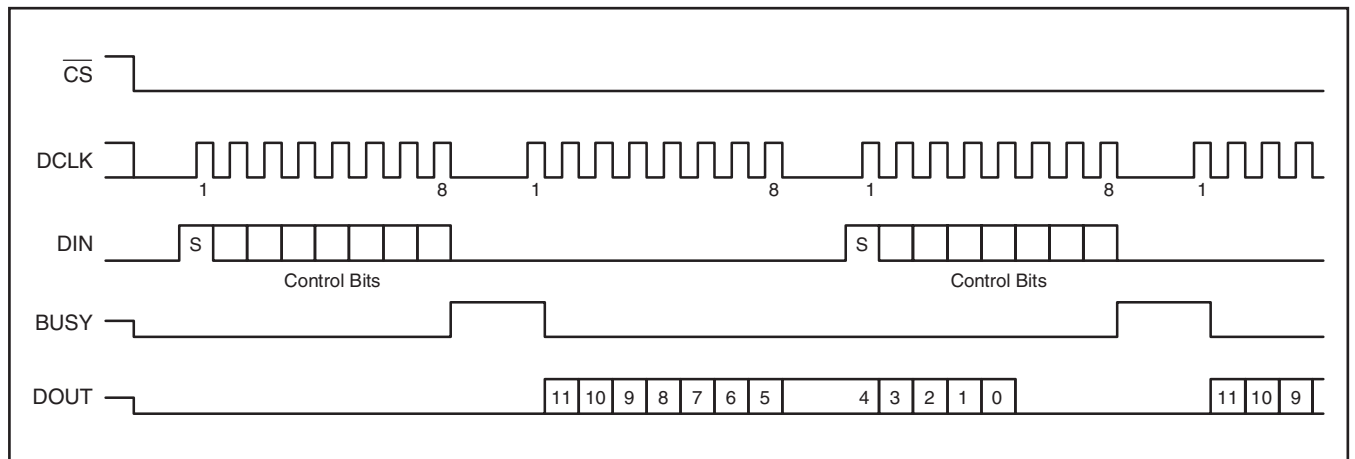 CS
DCLK
1 8 1 8 1 8 1
DIN
S S
Control Bits Control Bits
BUSY
DOUT
11 10 9 8 7 6 5 4 3 2 1 0 11 10 9